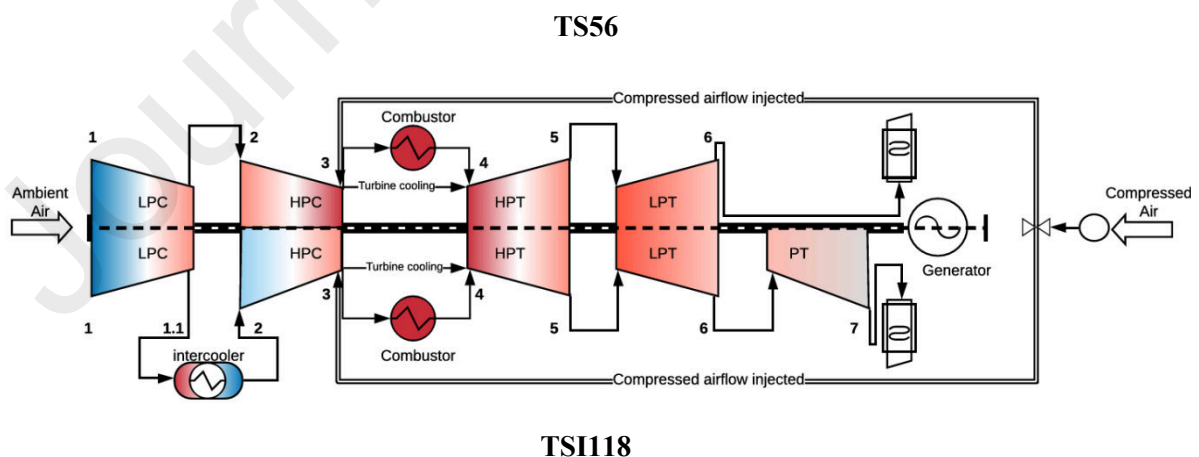 TS56
Compressed airflow injected
Combustor
1
2
3
4
5
6
Turbine cooling
Ambient
Air
LPC
HPC
HPT
LPT
Compressed
Air
LPC
HPC
HPT
LPT
PT
Generator
Turbine cooling
1
1.1
2
3
4
5
6
7
intercooler
Combustor
Compressed airflow injected
TSI118
Journ